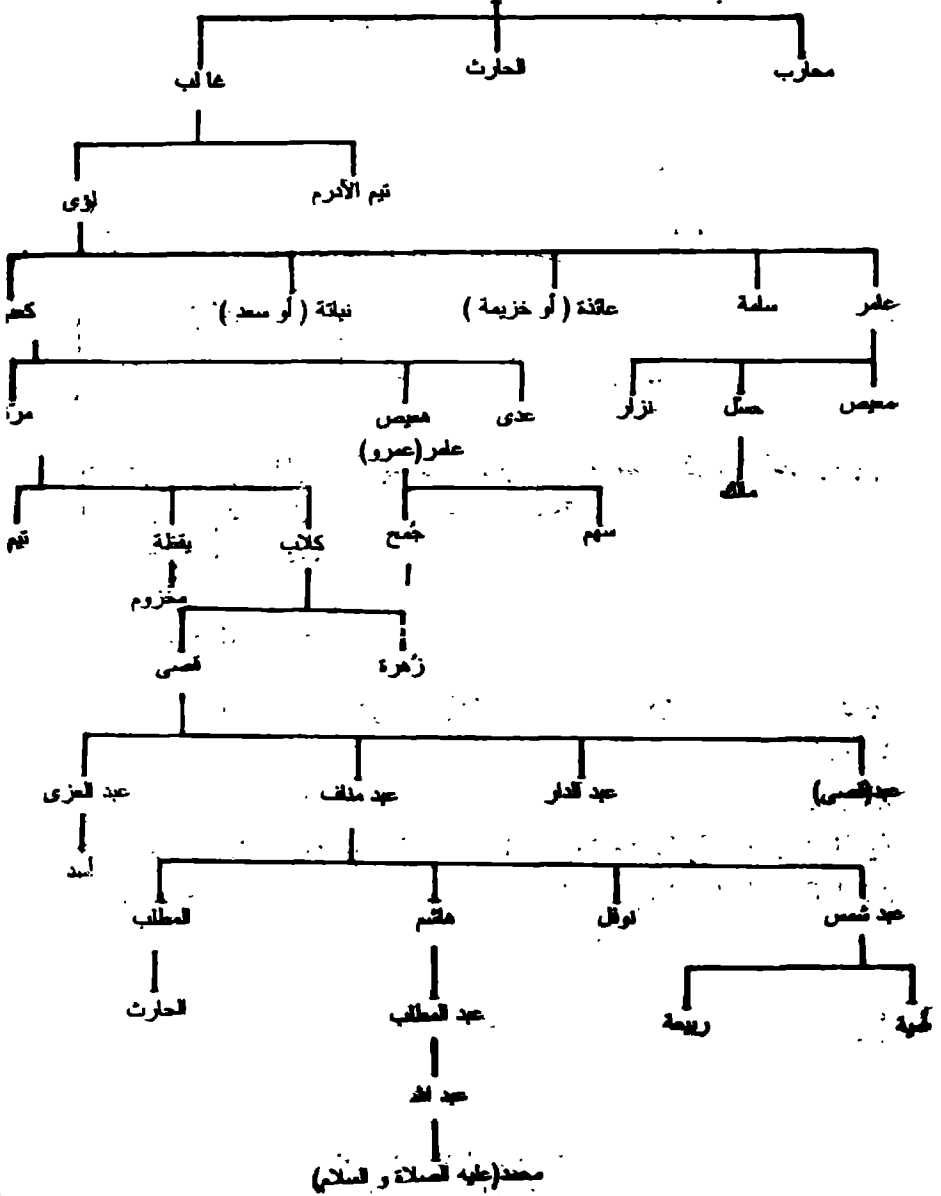 محارب الحارث غالب
تيم الأدرم لؤى
عامر سامة عائذة ( أو خزيمة ) نباتة ( أو سعد ) كعب
معيص حسل نزار عدى هصيص مرة
عامر (عمرو)
مالك
سهم جُمح كلاب يقظة تيم
مخزوم
زُهرة قصى
عبد(قصى) عبد الدار عبد مناف عبد العزى
أسد
عبد شمس نوفل هاشم المطلب
أمية ربيعة عبد المطلب الحارث
عبد الله
محمد(عليه الصلاة و السلام)